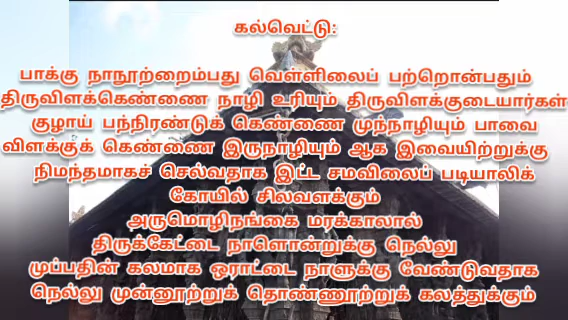 கல்வெட்டு:
பாக்கு நாநூற்றைம்பது வெள்ளிலைப் பற்றொன்பதும்
திருவிளக்கெண்ணை நாழி உரியும் திருவிளக்குடையார்கள்
குழாய் பந்நிரண்டுக் கெண்ணை முந்நாழியும் பாவை
விளக்குக் கெண்ணை இருநாழியும் ஆக இவையிற்றுக்கு
நிமந்தமாகச் செல்வதாக இட்ட சமவிலைப் படியாலிக்
கோயில் சிலவளக்கும்
அருமொழிநங்கை மரக்காலால்
திருக்கேட்டை நாளொன்றுக்கு நெல்லு
முப்பதின் கலமாக ஓராட்டை நாளுக்கு வேண்டுவதாக
நெல்லு முன்னூற்றுக் தொண்ணூற்றுக் கலத்துக்கும்